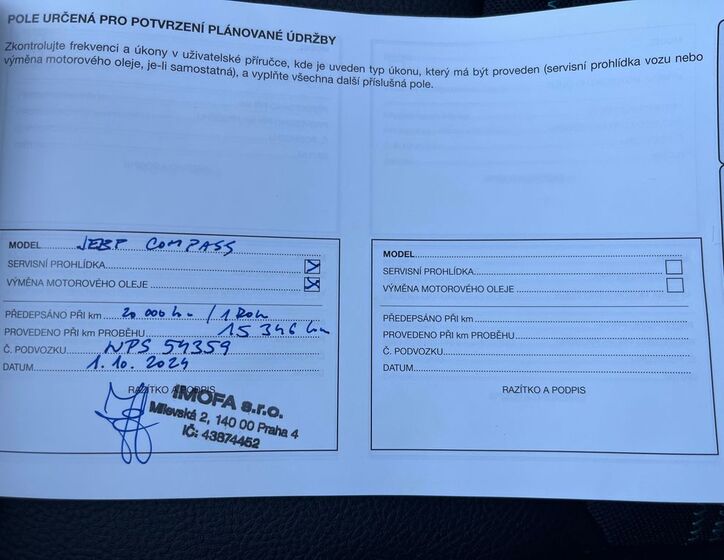 POLE URČENÁ PRO POTVRZENÍ PLÁNOVANÉ ÚDRŽBY
Zkontrolujte frekvenci a úkony v uživatelské příručce, kde je uveden typ úkonu, který má být proveden (servisní prohlídka vozu nebo
výměna motorového oleje, je-li samostatná), a vyplňte všechna další příslušná pole.
MODEL JEEP COMPASS
SERVISNÍ PROHLÍDKA
VÝMĚNA MOTOROVÉHO OLEJE
PŘEDEPSÁNO PŘI km 20 000 km / 1 ROK
PROVEDENO PŘI km PROBĚHU 15 346 km
Č. PODVOZKU WPS 54359
DATUM 1. 10. 2024
RAZÍTKO A PODPIS
IMOFA s.r.o.
Milevská 2, 140 00 Praha 4
IČ: 43874452
MODEL
SERVISNÍ PROHLÍDKA
VÝMĚNA MOTOROVÉHO OLEJE
PŘEDEPSÁNO PŘI km
PROVEDENO PŘI km PROBĚHU
Č. PODVOZKU
DATUM
RAZÍTKO A PODPIS